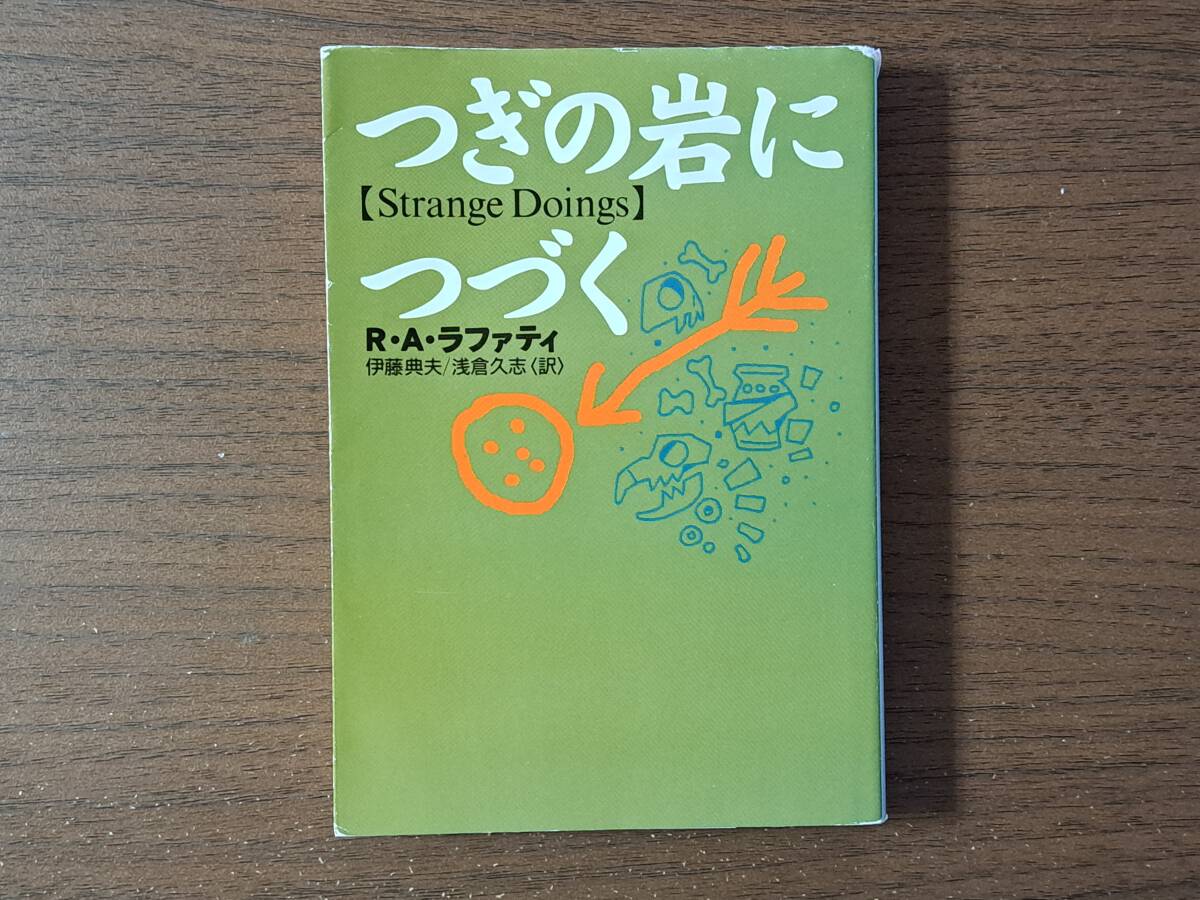 つぎの岩に
【Strange Doings】
つづく
R・A・ラファティ
伊藤典夫/浅倉久志〈訳〉